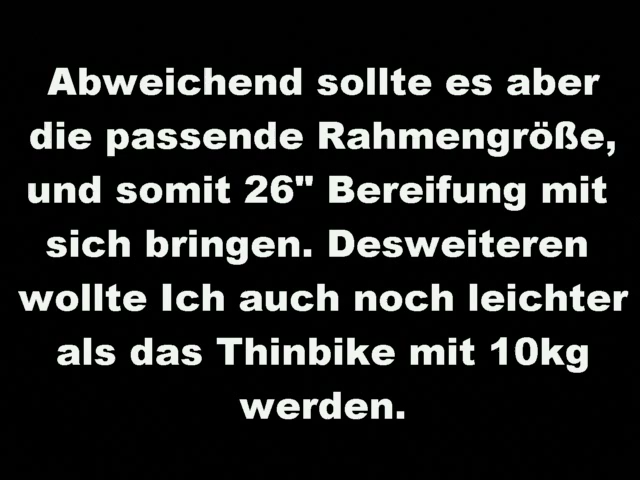 Abweichend sollte es aber
die passende Rahmengröße,
und somit 26" Bereifung mit
sich bringen. Desweiteren
wollte Ich auch noch leichter
als das Thinbike mit 10kg
werden.